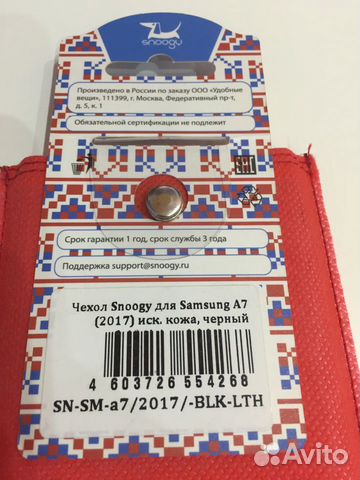 snoogy
Произведено в России по
заказу ООО «Удобные
вещи», 111399, г. Москва, Федеративный пр-т,
д. 5, к. 1
Обязательной сертификации не подлежит
EAC
Срок гарантии 1 год, срок службы 3 года
Поддержка support@snoogy.ru
Чехол Snoogy для Samsung A7
(2017) иск. кожа, черный
4 603726 554268
SN-SM-a7/2017/-BLK-LTH
Avito